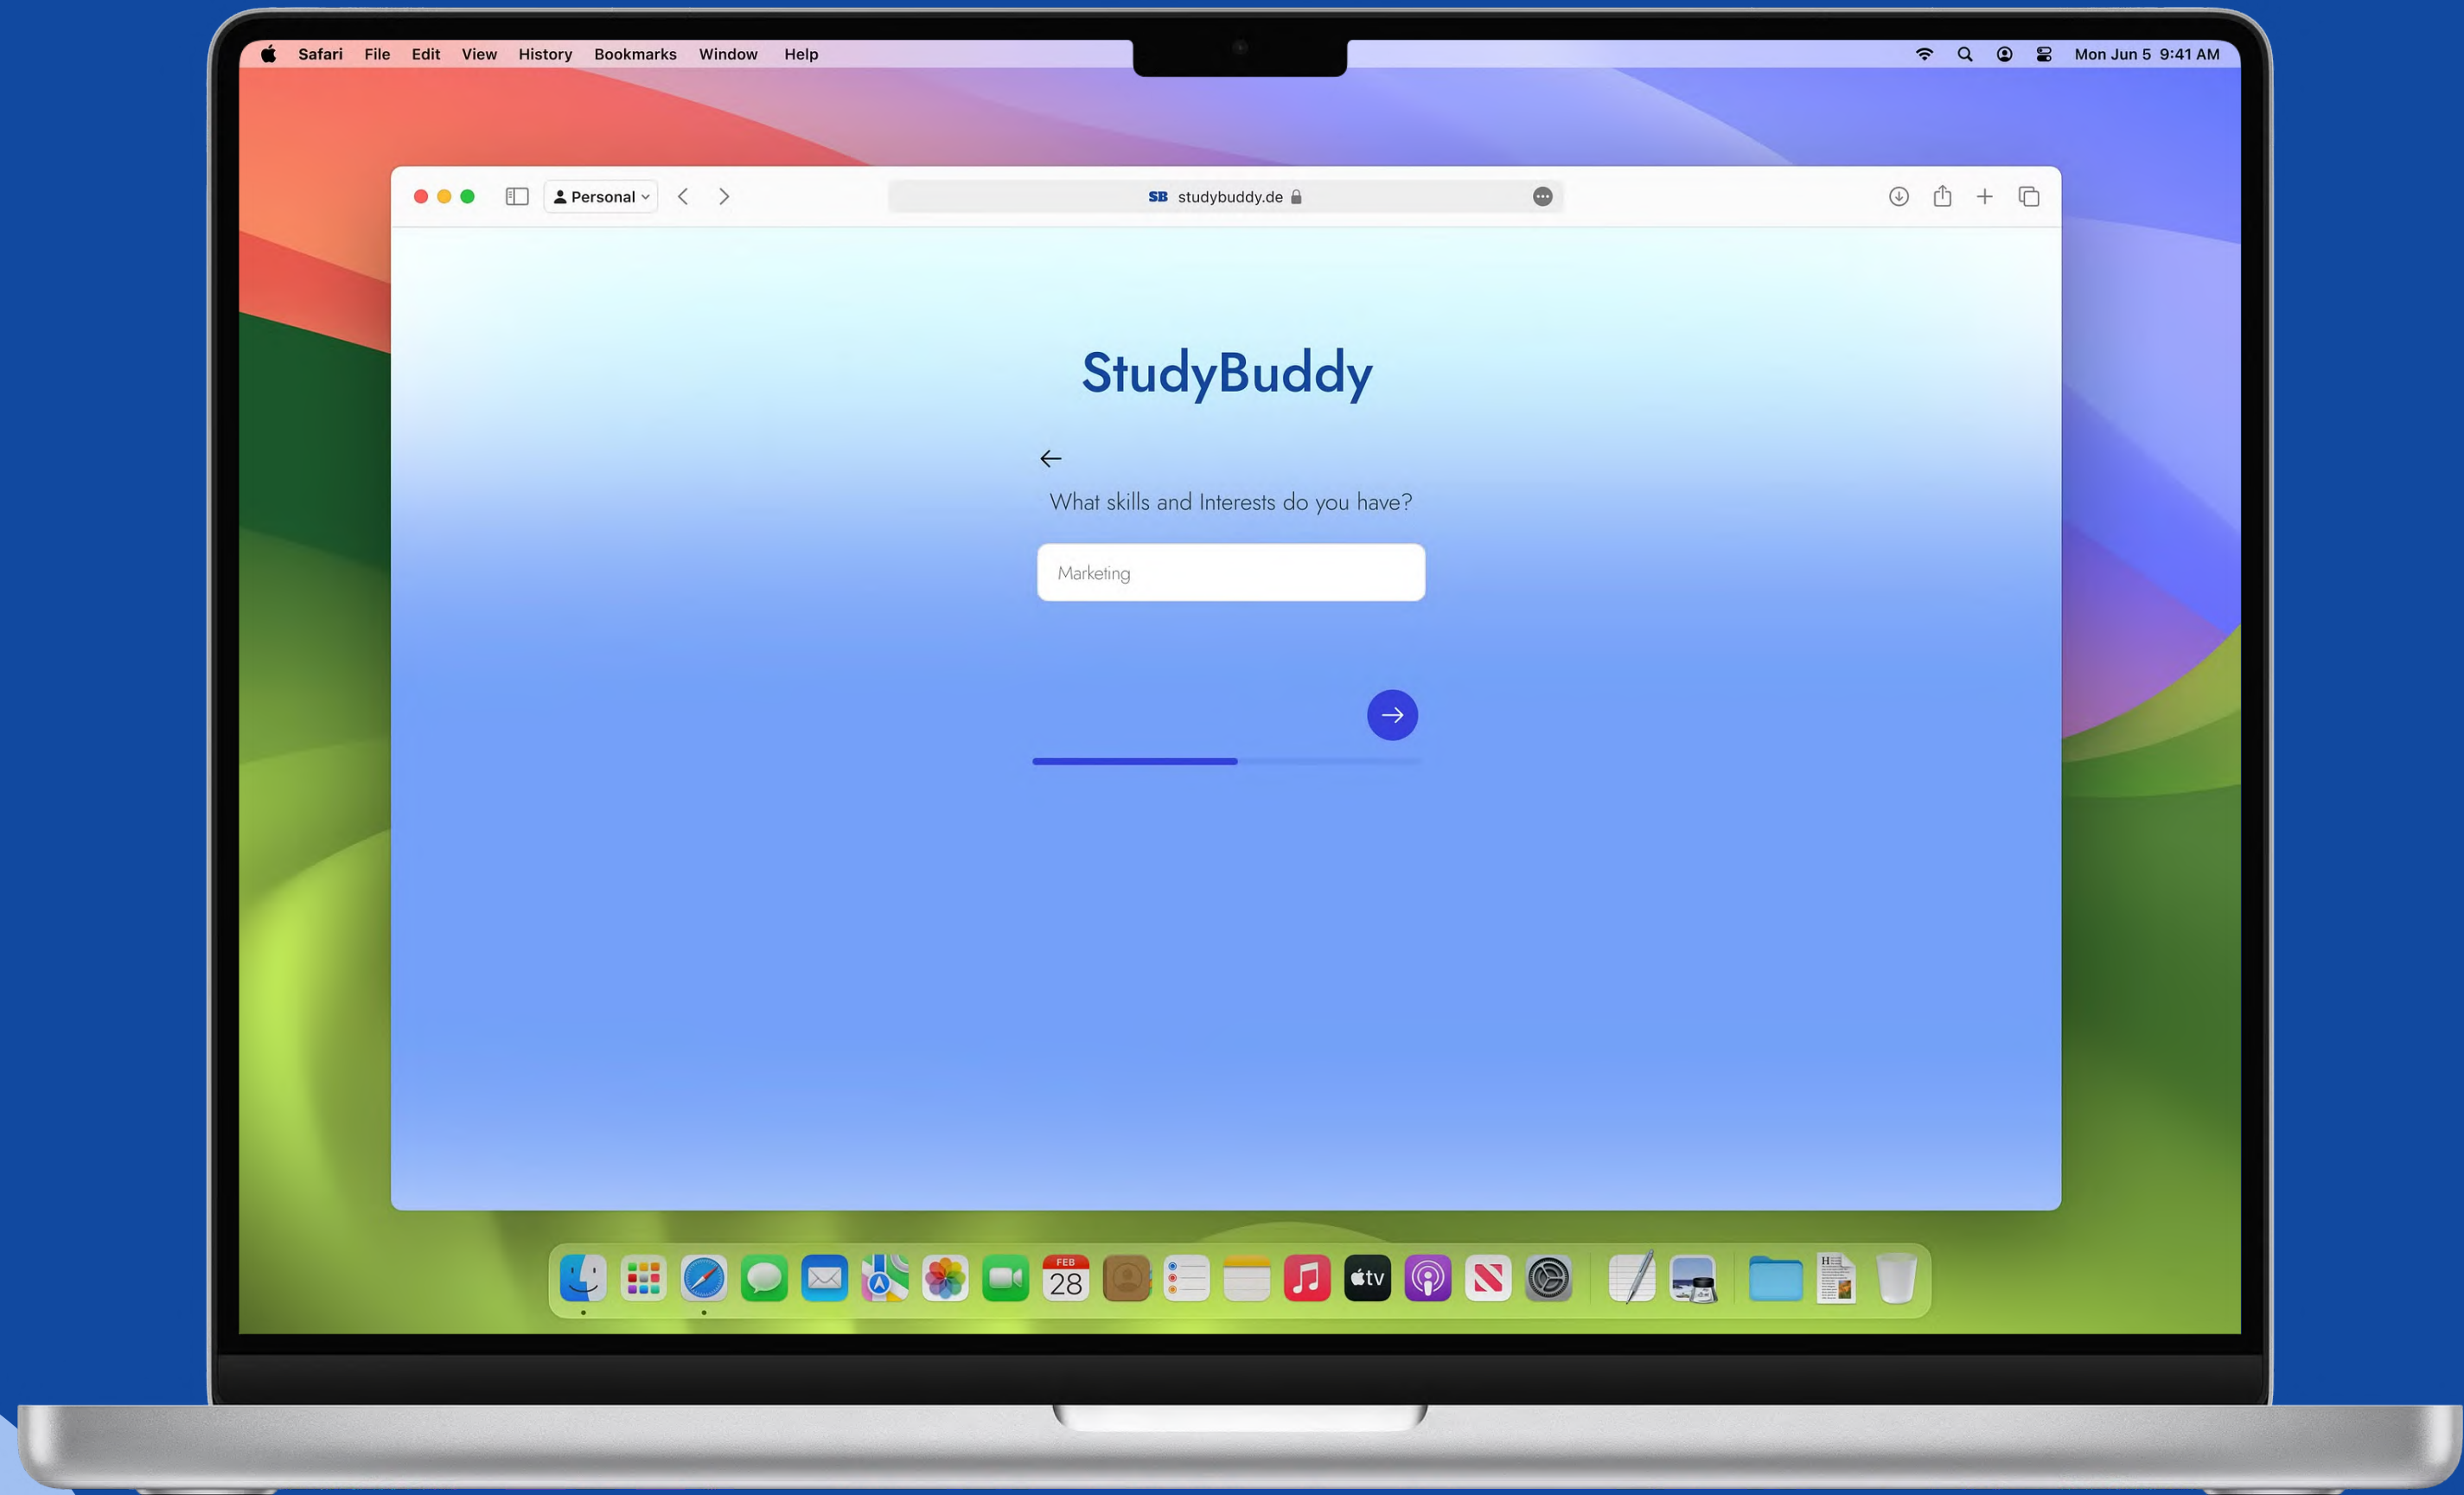 Safari File Edit View History Bookmarks Window Help
Mon Jun 5 9:41 AM
Personal
SB studybuddy.de
StudyBuddy
What skills and Interests do you have?
Marketing
FEB
28
tv